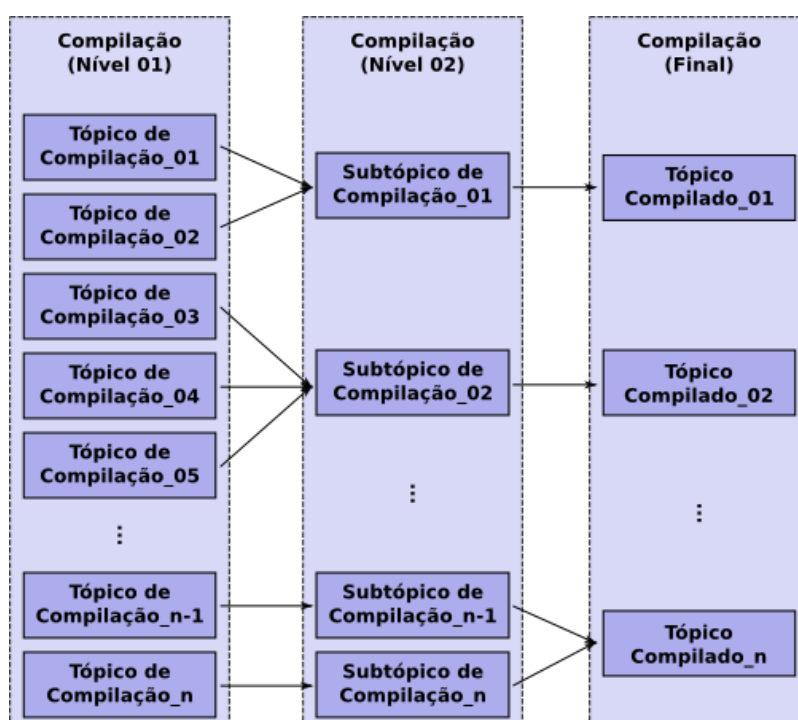 Compilação
(Nível 01)
Tópico de
Compilação_01
Tópico de
Compilação_02
Tópico de
Compilação_03
Tópico de
Compilação_04
Tópico de
Compilação_05
...
Tópico de
Compilação_n-1
Tópico de
Compilação_n
Compilação
(Nível 02)
Subtópico de
Compilação_01
Subtópico de
Compilação_02
...
Subtópico de
Compilação_n-1
Subtópico de
Compilação_n
Compilação
(Final)
Tópico
Compilado_01
Tópico
Compilado_02
...
Tópico
Compilado_n